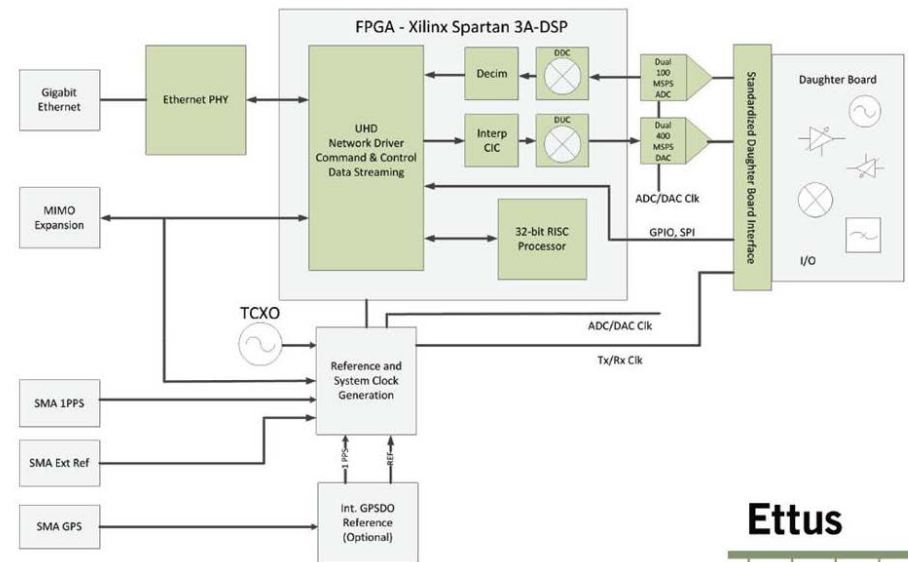 FPGA - Xilinx Spartan 3A-DSP
Gigabit
Ethernet
Ethernet PHY
UHD
Network Driver
Command & Control
Data Streaming
Decim
DDC
Dual
100
MSPS
ADC
Interp
CIC
DUC
Dual
400
MSPS
DAC
ADC/DAC Clk
Standardized Daughter Board Interface
Daughter Board
I/O
MIMO
Expansion
32-bit RISC
Processor
GPIO, SPI
TCXO
ADC/DAC Clk
Tx/Rx Clk
Reference and
System Clock
Generation
SMA 1PPS
SMA Ext Ref
1 PPS
REF
SMA GPS
Int. GPSDO
Reference
(Optional)
Ettus